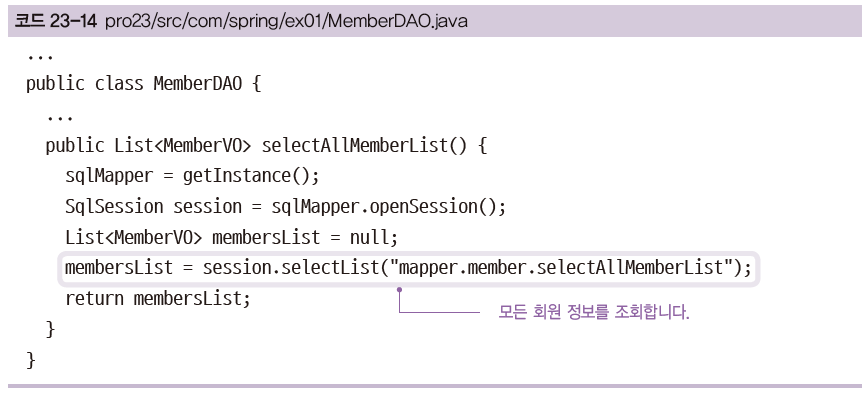 코드 23-14 pro23/src/com/spring/ex01/MemberDAO.java
...
public class MemberDAO {
...
public List<MemberVO> selectAllMemberList() {
sqlMapper = getInstance();
SqlSession session = sqlMapper.openSession();
List<MemberVO> membersList = null;
membersList = session.selectList("mapper.member.selectAllMemberList");
return membersList;
모든 회원 정보를 조회합니다.
}
}